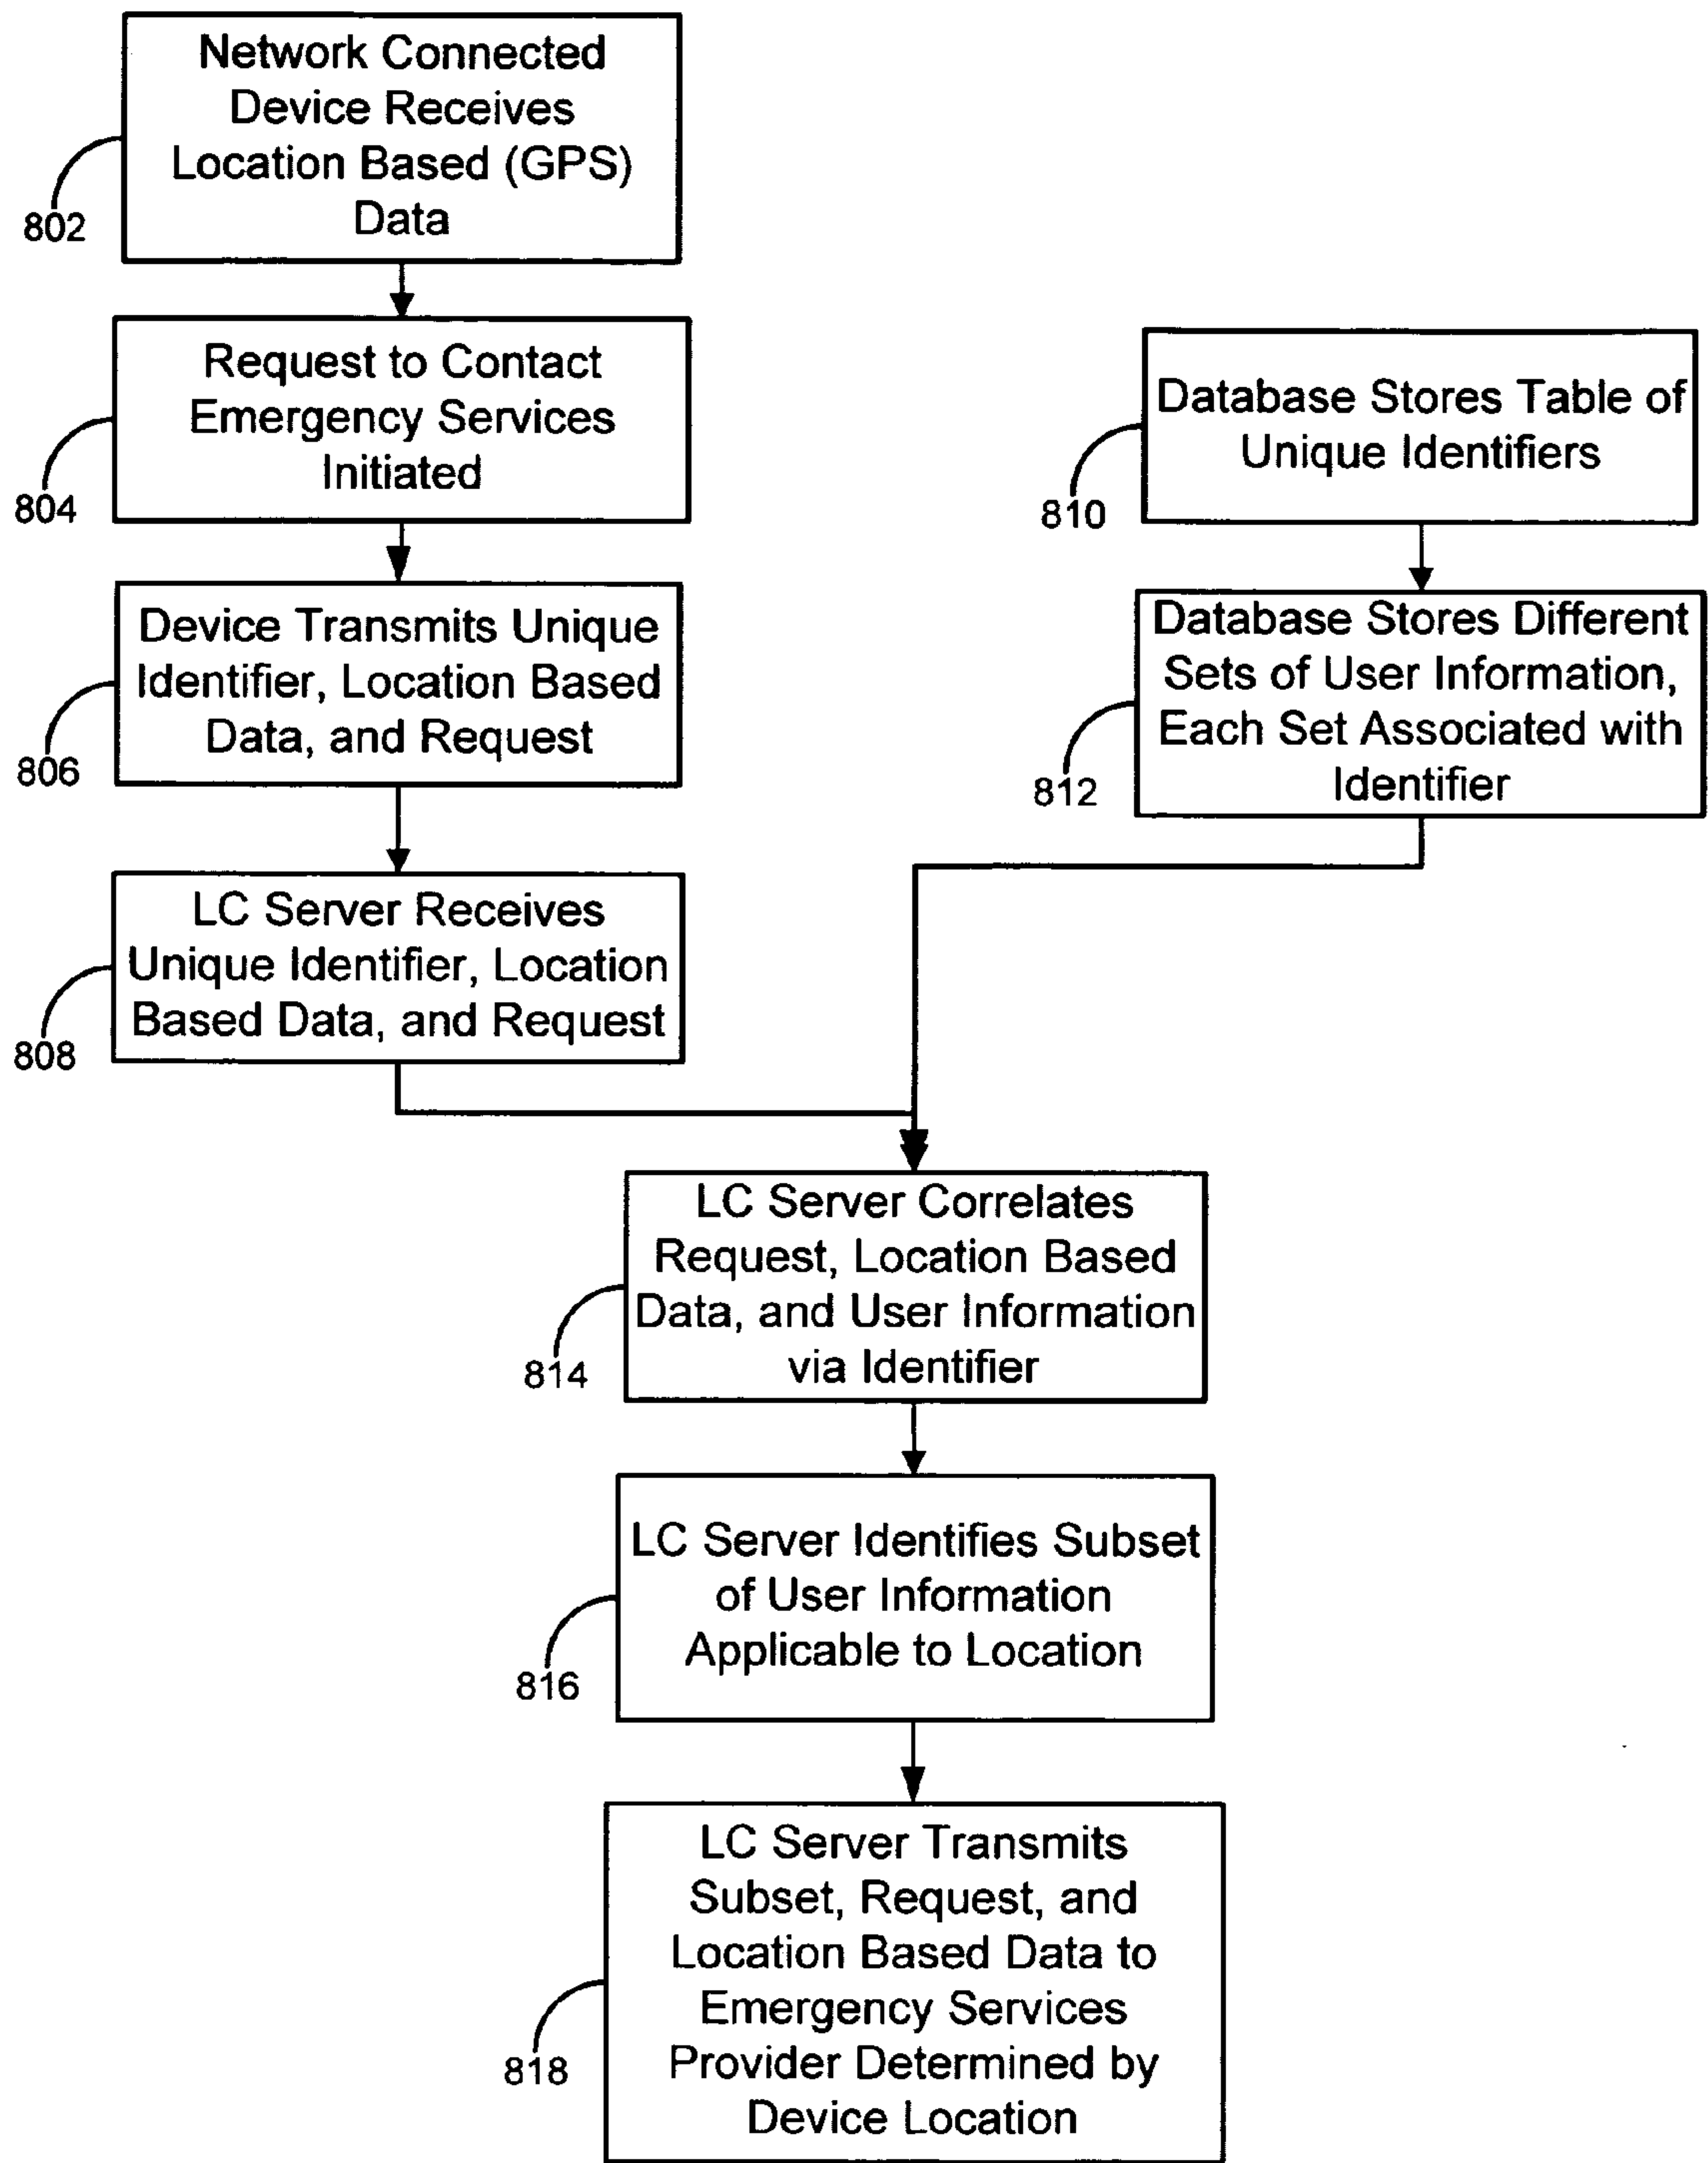 Network Connected
Device Receives
Location Based (GPS)
Data
802
Request to Contact
Emergency Services
Initiated
804
Device Transmits Unique
Identifier, Location Based
Data, and Request
806
LC Server Receives
Unique Identifier, Location
Based Data, and Request
808
Database Stores Table of
Unique Identifiers
810
Database Stores Different
Sets of User Information,
Each Set Associated with
Identifier
812
LC Server Correlates
Request, Location Based
Data, and User Information
via Identifier
814
LC Server Identifies Subset
of User Information
Applicable to Location
816
LC Server Transmits
Subset, Request, and
Location Based Data to
Emergency Services
Provider Determined by
Device Location
818